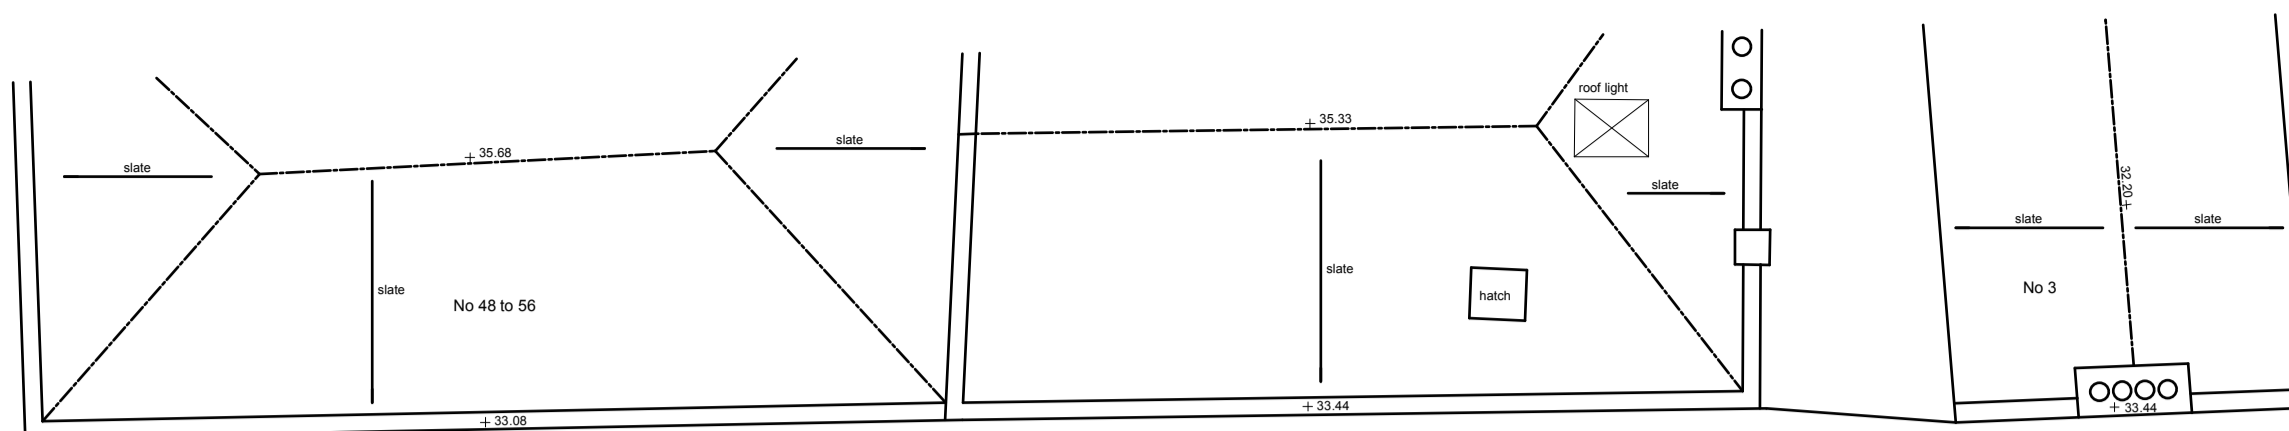 slate
35.68
slate
35.33
roof light
slate
32.20
slate
slate
slate
No 48 to 56
slate
hatch
No 3
33.08
33.44
33.44